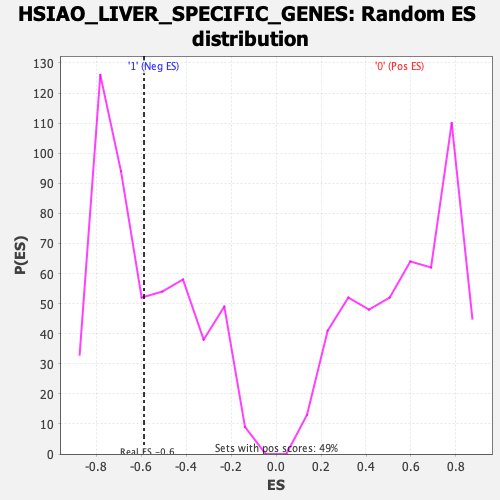 HSIAO_LIVER_SPECIFIC_GENES: Random ES
distribution
'1' (Neg ES)
'0' (Pos ES)
130
120
110
100
90
80
70
60
50
40
30
20
10
0
P(ES)
Real ES -0.6
Sets with pos scores: 49%
-0.8 -0.6 -0.4 -0.2 0.0 0.2 0.4 0.6 0.8
ES